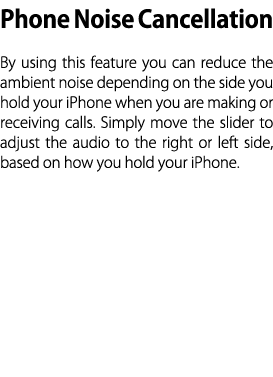 Phone Noise Cancellation
By using this feature you can reduce the
ambient noise depending on the side you
hold your iPhone when you are making or
receiving calls. Simply move the slider to
adjust the audio to the right or left side,
based on how you hold your iPhone.